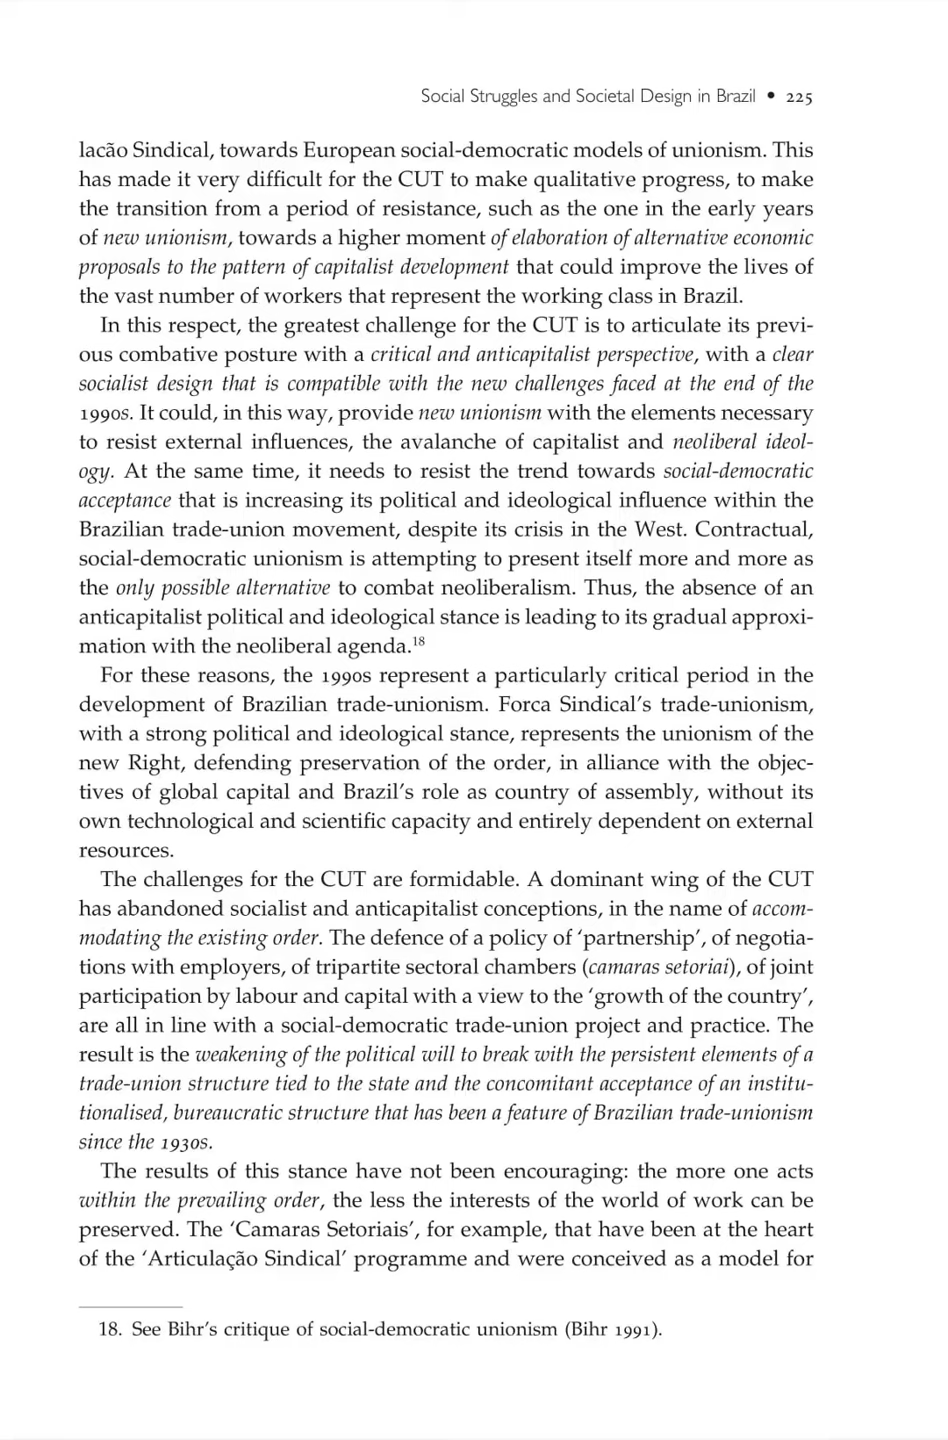 Social Struggles and Societal Design in Brazil • 225
lacão Sindical, towards European social-democratic models of unionism. This
has made it very difficult for the CUT to make qualitative progress, to make
the transition from a period of resistance, such as the one in the early years
of new unionism, towards a higher moment of elaboration of alternative economic
proposals to the pattern of capitalist development that could improve the lives of
the vast number of workers that represent the working class in Brazil.
In this respect, the greatest challenge for the CUT is to articulate its previ-
ous combative posture with a critical and anticapitalist perspective, with a clear
socialist design that is compatible with the new challenges faced at the end of the
1990s. It could, in this way, provide new unionism with the elements necessary
to resist external influences, the avalanche of capitalist and neoliberal ideol-
ogy. At the same time, it needs to resist the trend towards social-democratic
acceptance that is increasing its political and ideological influence within the
Brazilian trade-union movement, despite its crisis in the West. Contractual,
social-democratic unionism is attempting to present itself more and more as
the only possible alternative to combat neoliberalism. Thus, the absence of an
anticapitalist political and ideological stance is leading to its gradual approxi-
mation with the neoliberal agenda.18
For these reasons, the 1990s represent a particularly critical period in the
development of Brazilian trade-unionism. Forca Sindical's trade-unionism,
with a strong political and ideological stance, represents the unionism of the
new Right, defending preservation of the order, in alliance with the objec-
tives of global capital and Brazil's role as country of assembly, without its
own technological and scientific capacity and entirely dependent on external
resources.
The challenges for the CUT are formidable. A dominant wing of the CUT
has abandoned socialist and anticapitalist conceptions, in the name of accom-
modating the existing order. The defence of a policy of 'partnership', of negotia-
tions with employers, of tripartite sectoral chambers (camaras setoriai), of joint
participation by labour and capital with a view to the 'growth of the country',
are all in line with a social-democratic trade-union project and practice. The
result is the weakening of the political will to break with the persistent elements of a
trade-union structure tied to the state and the concomitant acceptance of an institu-
tionalised, bureaucratic structure that has been a feature of Brazilian trade-unionism
since the 1930s.
The results of this stance have not been encouraging: the more one acts
within the prevailing order, the less the interests of the world of work can be
preserved. The 'Camaras Setoriais', for example, that have been at the heart
of the 'Articulação Sindical' programme and were conceived as a model for
18. See Bihr's critique of social-democratic unionism (Bihr 1991).